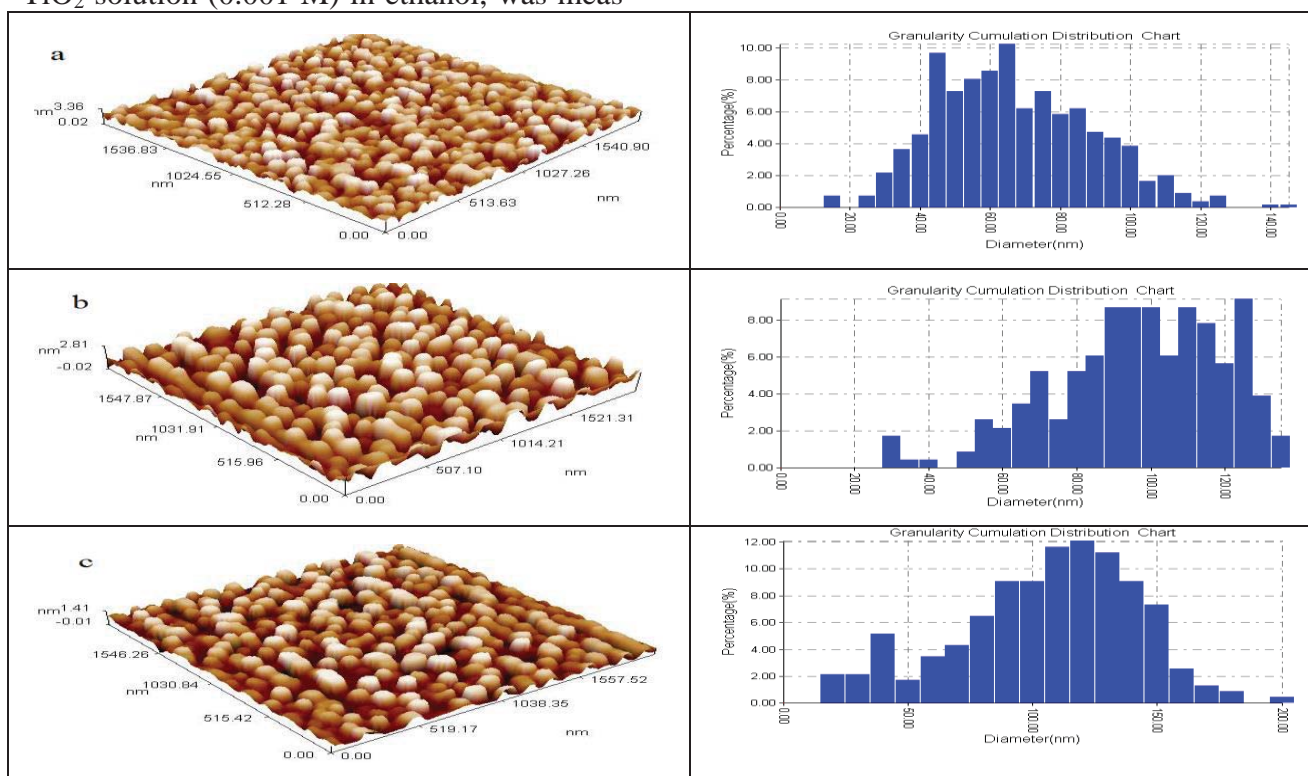 TiO2 solution (0.001 M) in ethanol, was meas
a
nm 3.36
0.02
1536.83
1024.55
nm
512.28
0.00
0.00
513.63
1027.26
1540.90
nm
Granularity Cumulation Distribution Chart
Percentage(%)
10.00
8.00
6.00
4.00
2.00
0.00
0.00 20.00 40.00 60.00 80.00 100.00 120.00 140.00
Diameter(nm)
b
nm 2.81
-0.02
1547.87
1031.91
nm
515.96
0.00
0.00
507.10
1014.21
1521.31
nm
Granularity Cumulation Distribution Chart
Percentage(%)
8.00
6.00
4.00
2.00
0.00
0.00 20.00 40.00 60.00 80.00 100.00 120.00
Diameter(nm)
c
nm 1.41
-0.01
1546.26
1030.84
nm
515.42
0.00
0.00
519.17
1038.35
1557.52
nm
Granularity Cumulation Distribution Chart
Percentage(%)
12.00
10.00
8.00
6.00
4.00
2.00
0.00
0.00 50.00 100.00 150.00 200.00
Diameter(nm)